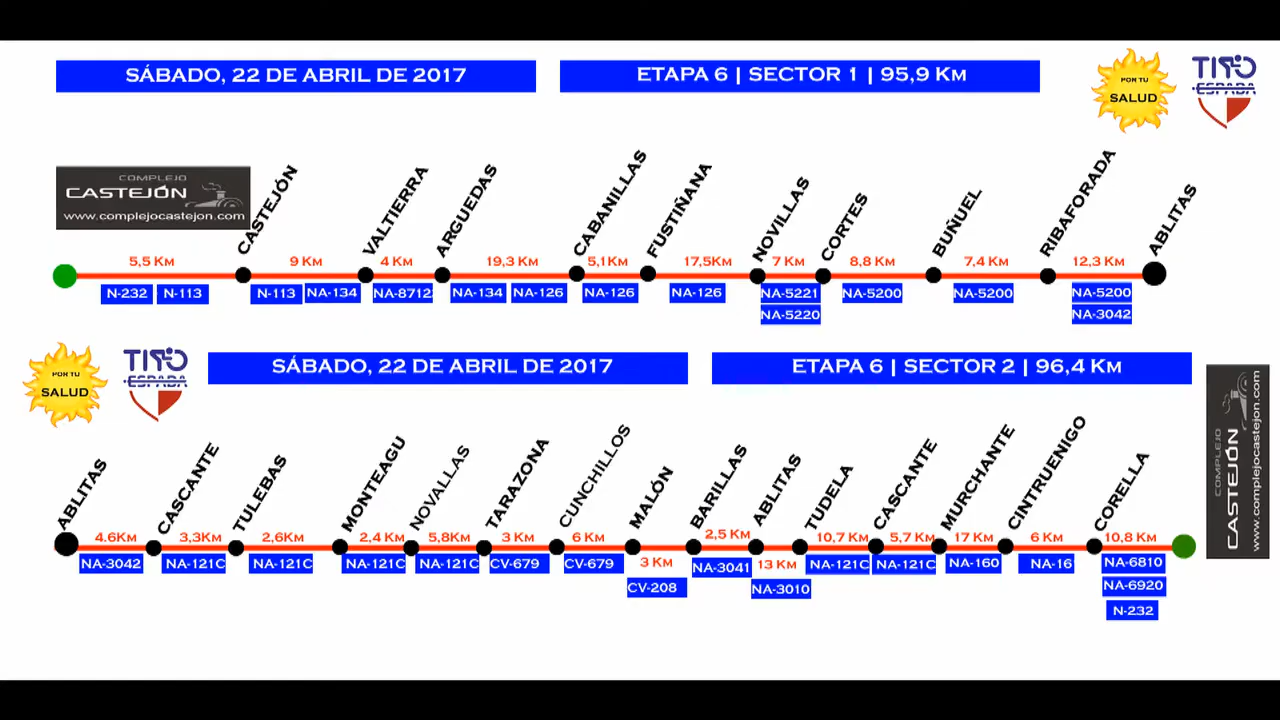 SÁBADO, 22 DE ABRIL DE 2017
ETAPA 6 | SECTOR 1 | 95,9 KM
POR TU
SALUD
ESPAÑA
COMPLEJO
CASTEJÓN
www.complejocastejon.com
CASTEJÓN
VALTIERRA
ARGUEDAS
CABANILLAS
FUSTIÑANA
NOVILLAS
CORTES
BUÑUEL
RIBAFORADA
ABLITAS
5,5 KM
9 KM
4 KM
19,3 KM
5,1 KM
17,5KM
7 KM
8,8 KM
7,4 KM
12,3 KM
N-232
N-113
N-113
NA-134
NA-8712
NA-134
NA-126
NA-126
NA-126
NA-5221
NA-5220
NA-5200
NA-5200
NA-5200
NA-3042
POR TU
SALUD
ESPAÑA
SÁBADO, 22 DE ABRIL DE 2017
ETAPA 6 | SECTOR 2 | 96,4 KM
COMPLEJO
CASTEJÓN
www.complejocastejon.com
ABLITAS
CASCANTE
TULEBAS
MONTEAGU
NOVALLAS
TARAZONA
CUNCHILLOS
MALÓN
BARILLAS
ABLITAS
TUDELA
CASCANTE
MURCHANTE
CINTRUENIGO
CORELLA
4.6KM
3,3KM
2,6KM
2,4 KM
5,8KM
3 KM
6 KM
3 KM
2,5 KM
13 KM
10,7 KM
5,7 KM
17 KM
6 KM
10,8 KM
NA-3042
NA-121C
NA-121C
NA-121C
NA-121C
CV-679
CV-679
CV-208
NA-3041
NA-3010
NA-121C
NA-121C
NA-160
NA-16
NA-6810
NA-6920
N-232